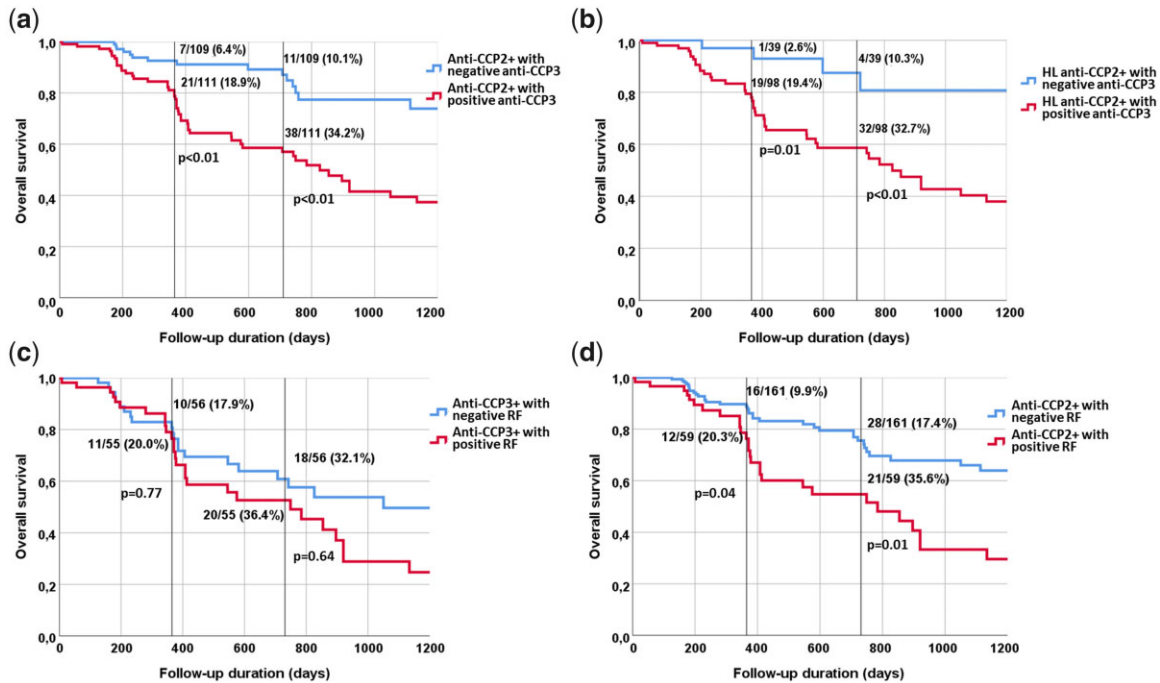 (a)
1,0
0,8
0,6
0,4
0,2
0,0
Overall survival
7/109 (6.4%)
11/109 (10.1%)
21/111 (18.9%)
38/111 (34.2%)
p<0.01
p<0.01
Anti-CCP2+ with
negative anti-CCP3
Anti-CCP2+ with
positive anti-CCP3
0 200 400 600 800 1000 1200
Follow-up duration (days)
(b)
1,0
0,8
0,6
0,4
0,2
0,0
Overall survival
1/39 (2.6%)
4/39 (10.3%)
19/98 (19.4%)
32/98 (32.7%)
p=0.01
p<0.01
HL anti-CCP2+ with
negative anti-CCP3
HL anti-CCP2+ with
positive anti-CCP3
0 200 400 600 800 1000 1200
Follow-up duration (days)
(c)
1,0
0,8
0,6
0,4
0,2
0,0
Overall survival
10/56 (17.9%)
11/55 (20.0%)
18/56 (32.1%)
20/55 (36.4%)
p=0.77
p=0.64
Anti-CCP3+ with
negative RF
Anti-CCP3+ with
positive RF
0 200 400 600 800 1000 1200
Follow-up duration (days)
(d)
1,0
0,8
0,6
0,4
0,2
0,0
Overall survival
16/161 (9.9%)
28/161 (17.4%)
12/59 (20.3%)
21/59 (35.6%)
p=0.04
p=0.01
Anti-CCP2+ with
negative RF
Anti-CCP2+ with
positive RF
0 200 400 600 800 1000 1200
Follow-up duration (days)